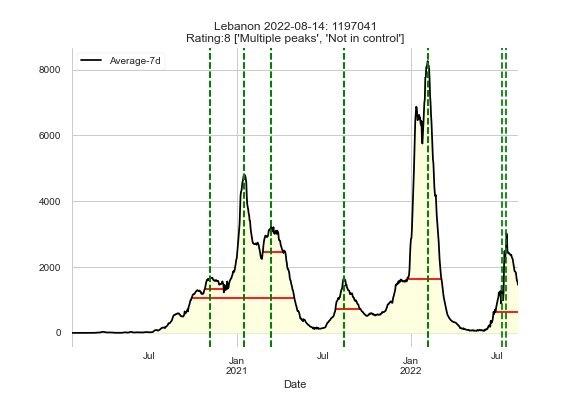 Lebanon 2022-08-14: 1197041
Rating:8 ['Multiple peaks', 'Not in control']
Average-7d
8000
6000
4000
2000
0
Jul
Jan
2021
Jul
Jan
2022
Jul
Date